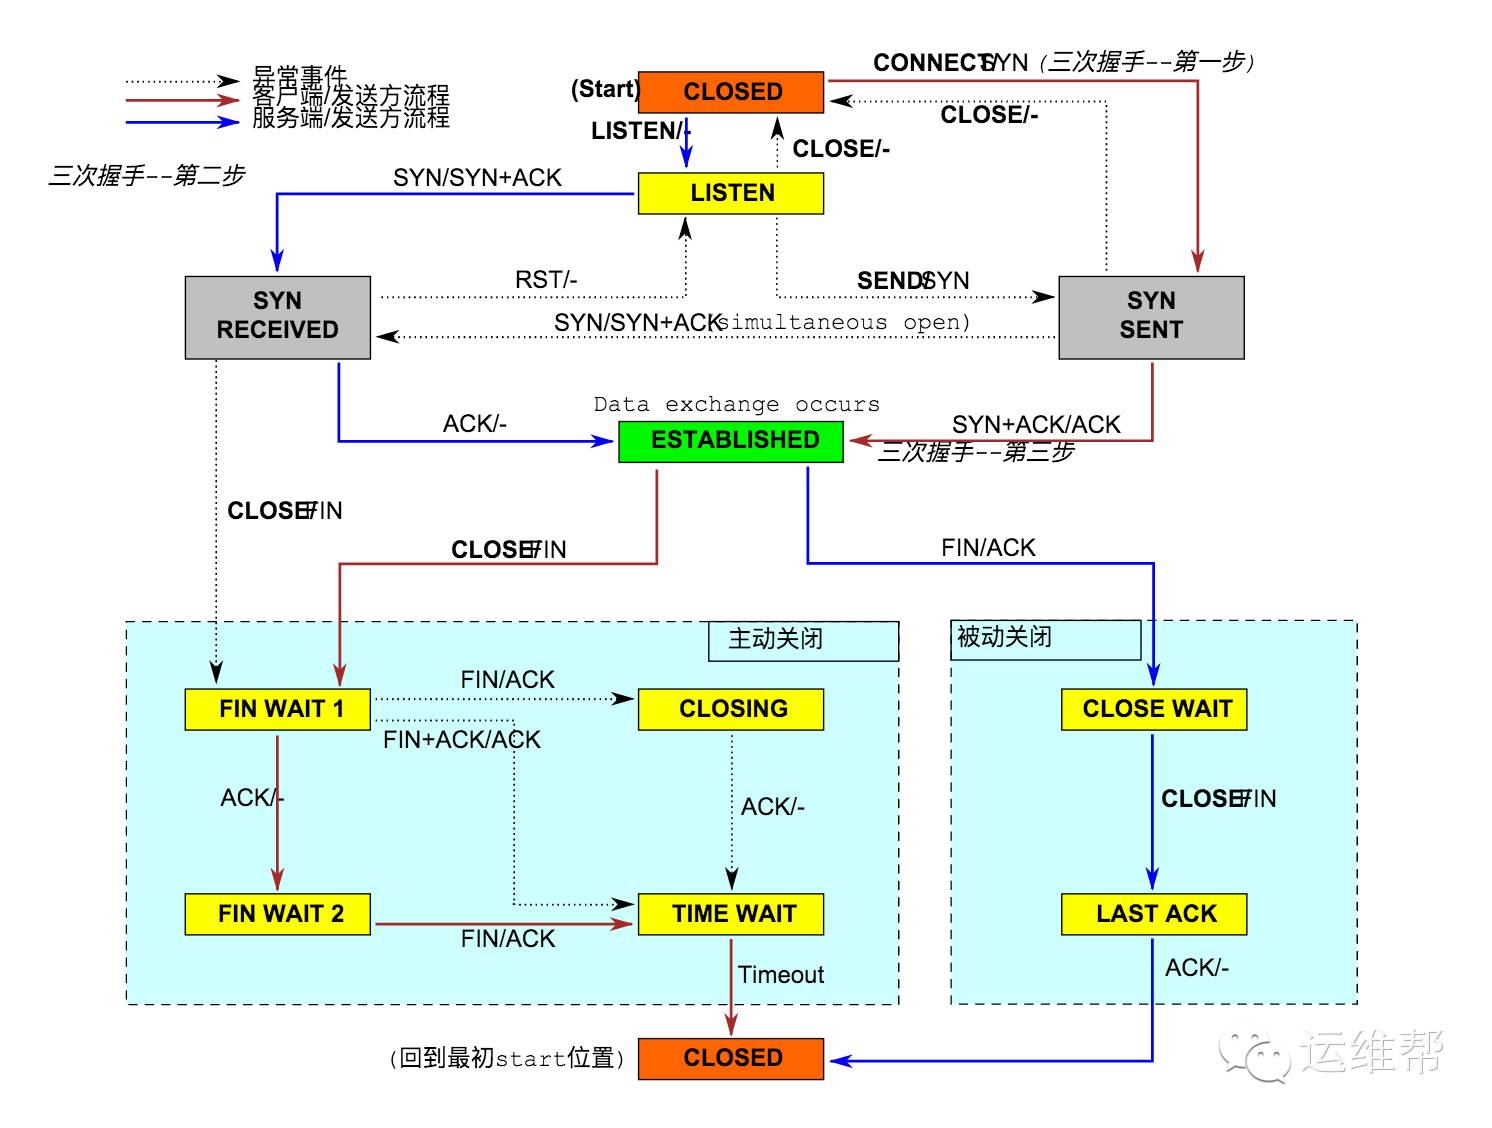 异常事件
客户端/发送方流程
服务端/发送方流程
CONNECT/SYN (三次握手--第一步)
(Start)
CLOSED
CLOSE/-
LISTEN/-
CLOSE/-
三次握手--第二步
SYN/SYN+ACK
LISTEN
RST/-
SEND/SYN
SYN
RECEIVED
SYN
SENT
SYN/SYN+ACK simultaneous open)
Data exchange occurs
ACK/-
ESTABLISHED
SYN+ACK/ACK
三次握手--第三步
CLOSE/FIN
CLOSE/FIN
FIN/ACK
主动关闭
被动关闭
FIN WAIT 1
FIN/ACK
CLOSING
CLOSE WAIT
FIN+ACK/ACK
ACK/-
ACK/-
CLOSE/FIN
FIN WAIT 2
TIME WAIT
LAST ACK
FIN/ACK
Timeout
ACK/-
(回到最初start位置)
CLOSED
运维帮